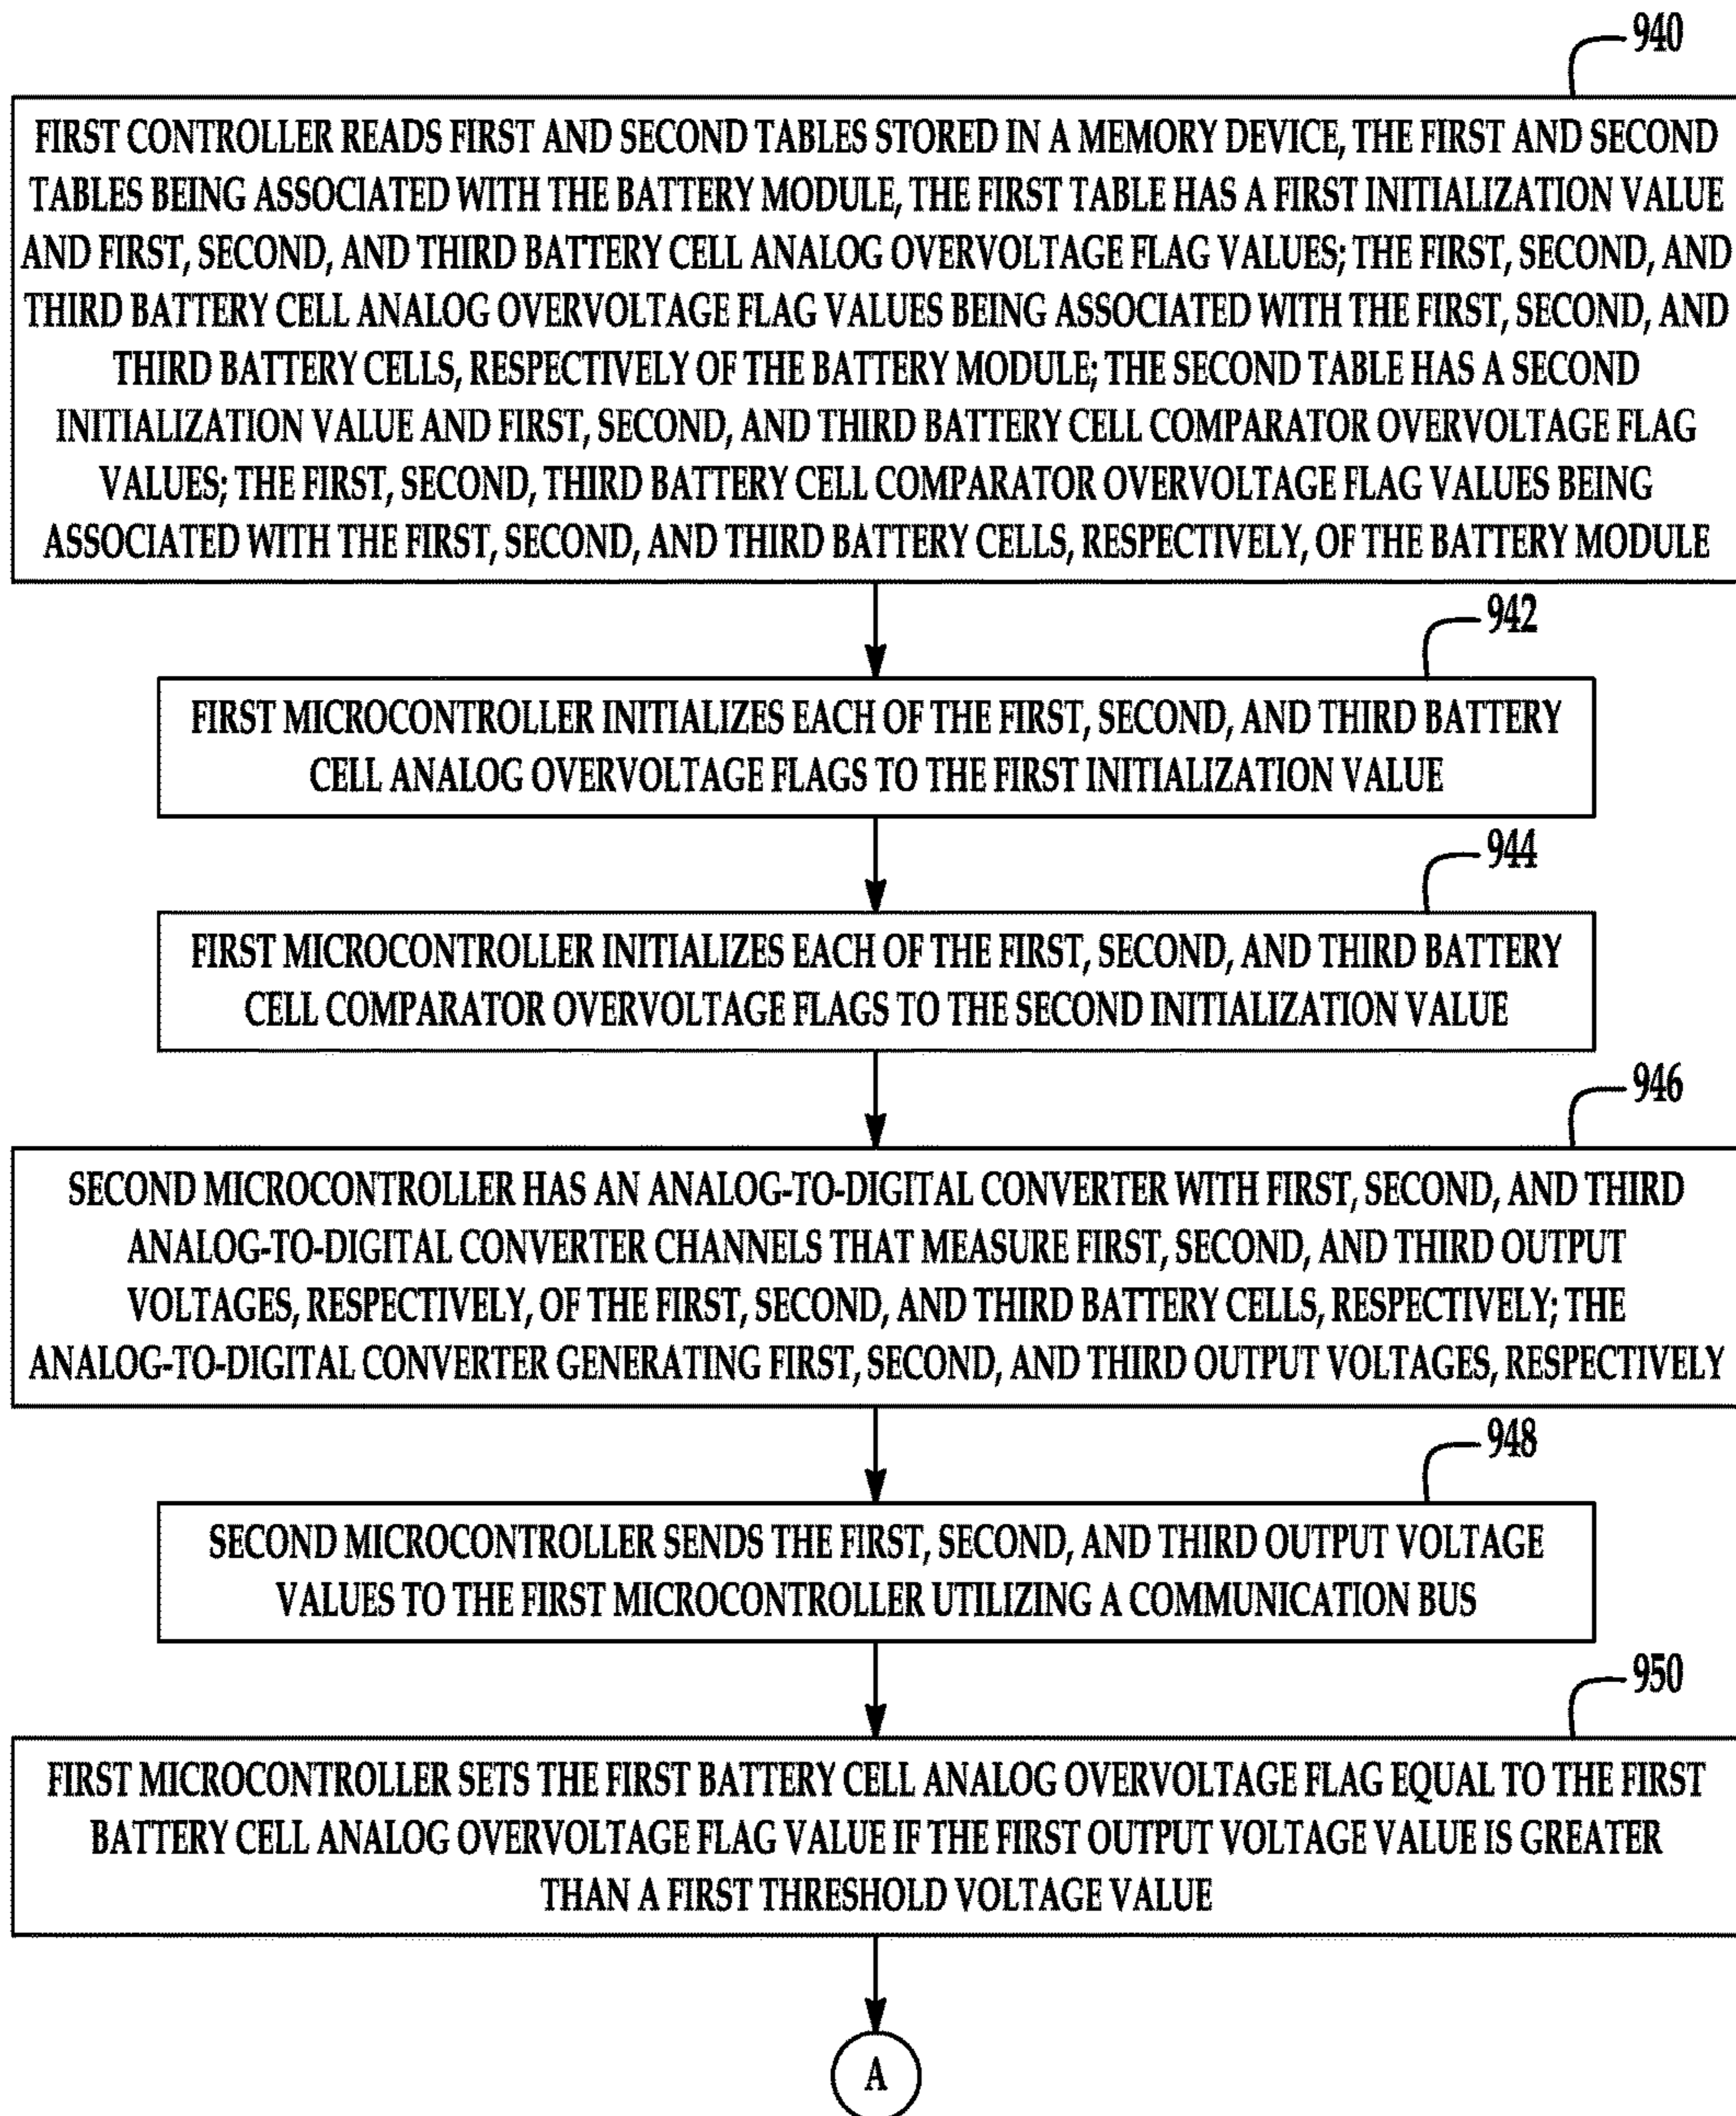 940
FIRST CONTROLLER READS FIRST AND SECOND TABLES STORED IN A MEMORY DEVICE, THE FIRST AND SECOND
TABLES BEING ASSOCIATED WITH THE BATTERY MODULE, THE FIRST TABLE HAS A FIRST INITIALIZATION VALUE
AND FIRST, SECOND, AND THIRD BATTERY CELL ANALOG OVERVOLTAGE FLAG VALUES; THE FIRST, SECOND, AND
THIRD BATTERY CELL ANALOG OVERVOLTAGE FLAG VALUES BEING ASSOCIATED WITH THE FIRST, SECOND, AND
THIRD BATTERY CELLS, RESPECTIVELY OF THE BATTERY MODULE; THE SECOND TABLE HAS A SECOND
INITIALIZATION VALUE AND FIRST, SECOND, AND THIRD BATTERY CELL COMPARATOR OVERVOLTAGE FLAG
VALUES; THE FIRST, SECOND, THIRD BATTERY CELL COMPARATOR OVERVOLTAGE FLAG VALUES BEING
ASSOCIATED WITH THE FIRST, SECOND, AND THIRD BATTERY CELLS, RESPECTIVELY, OF THE BATTERY MODULE
942
FIRST MICROCONTROLLER INITIALIZES EACH OF THE FIRST, SECOND, AND THIRD BATTERY
CELL ANALOG OVERVOLTAGE FLAGS TO THE FIRST INITIALIZATION VALUE
944
FIRST MICROCONTROLLER INITIALIZES EACH OF THE FIRST, SECOND, AND THIRD BATTERY
CELL COMPARATOR OVERVOLTAGE FLAGS TO THE SECOND INITIALIZATION VALUE
946
SECOND MICROCONTROLLER HAS AN ANALOG-TO-DIGITAL CONVERTER WITH FIRST, SECOND, AND THIRD
ANALOG-TO-DIGITAL CONVERTER CHANNELS THAT MEASURE FIRST, SECOND, AND THIRD OUTPUT
VOLTAGES, RESPECTIVELY, OF THE FIRST, SECOND, AND THIRD BATTERY CELLS, RESPECTIVELY; THE
ANALOG-TO-DIGITAL CONVERTER GENERATING FIRST, SECOND, AND THIRD OUTPUT VOLTAGES, RESPECTIVELY
948
SECOND MICROCONTROLLER SENDS THE FIRST, SECOND, AND THIRD OUTPUT VOLTAGE
VALUES TO THE FIRST MICROCONTROLLER UTILIZING A COMMUNICATION BUS
950
FIRST MICROCONTROLLER SETS THE FIRST BATTERY CELL ANALOG OVERVOLTAGE FLAG EQUAL TO THE FIRST
BATTERY CELL ANALOG OVERVOLTAGE FLAG VALUE IF THE FIRST OUTPUT VOLTAGE VALUE IS GREATER
THAN A FIRST THRESHOLD VOLTAGE VALUE
A